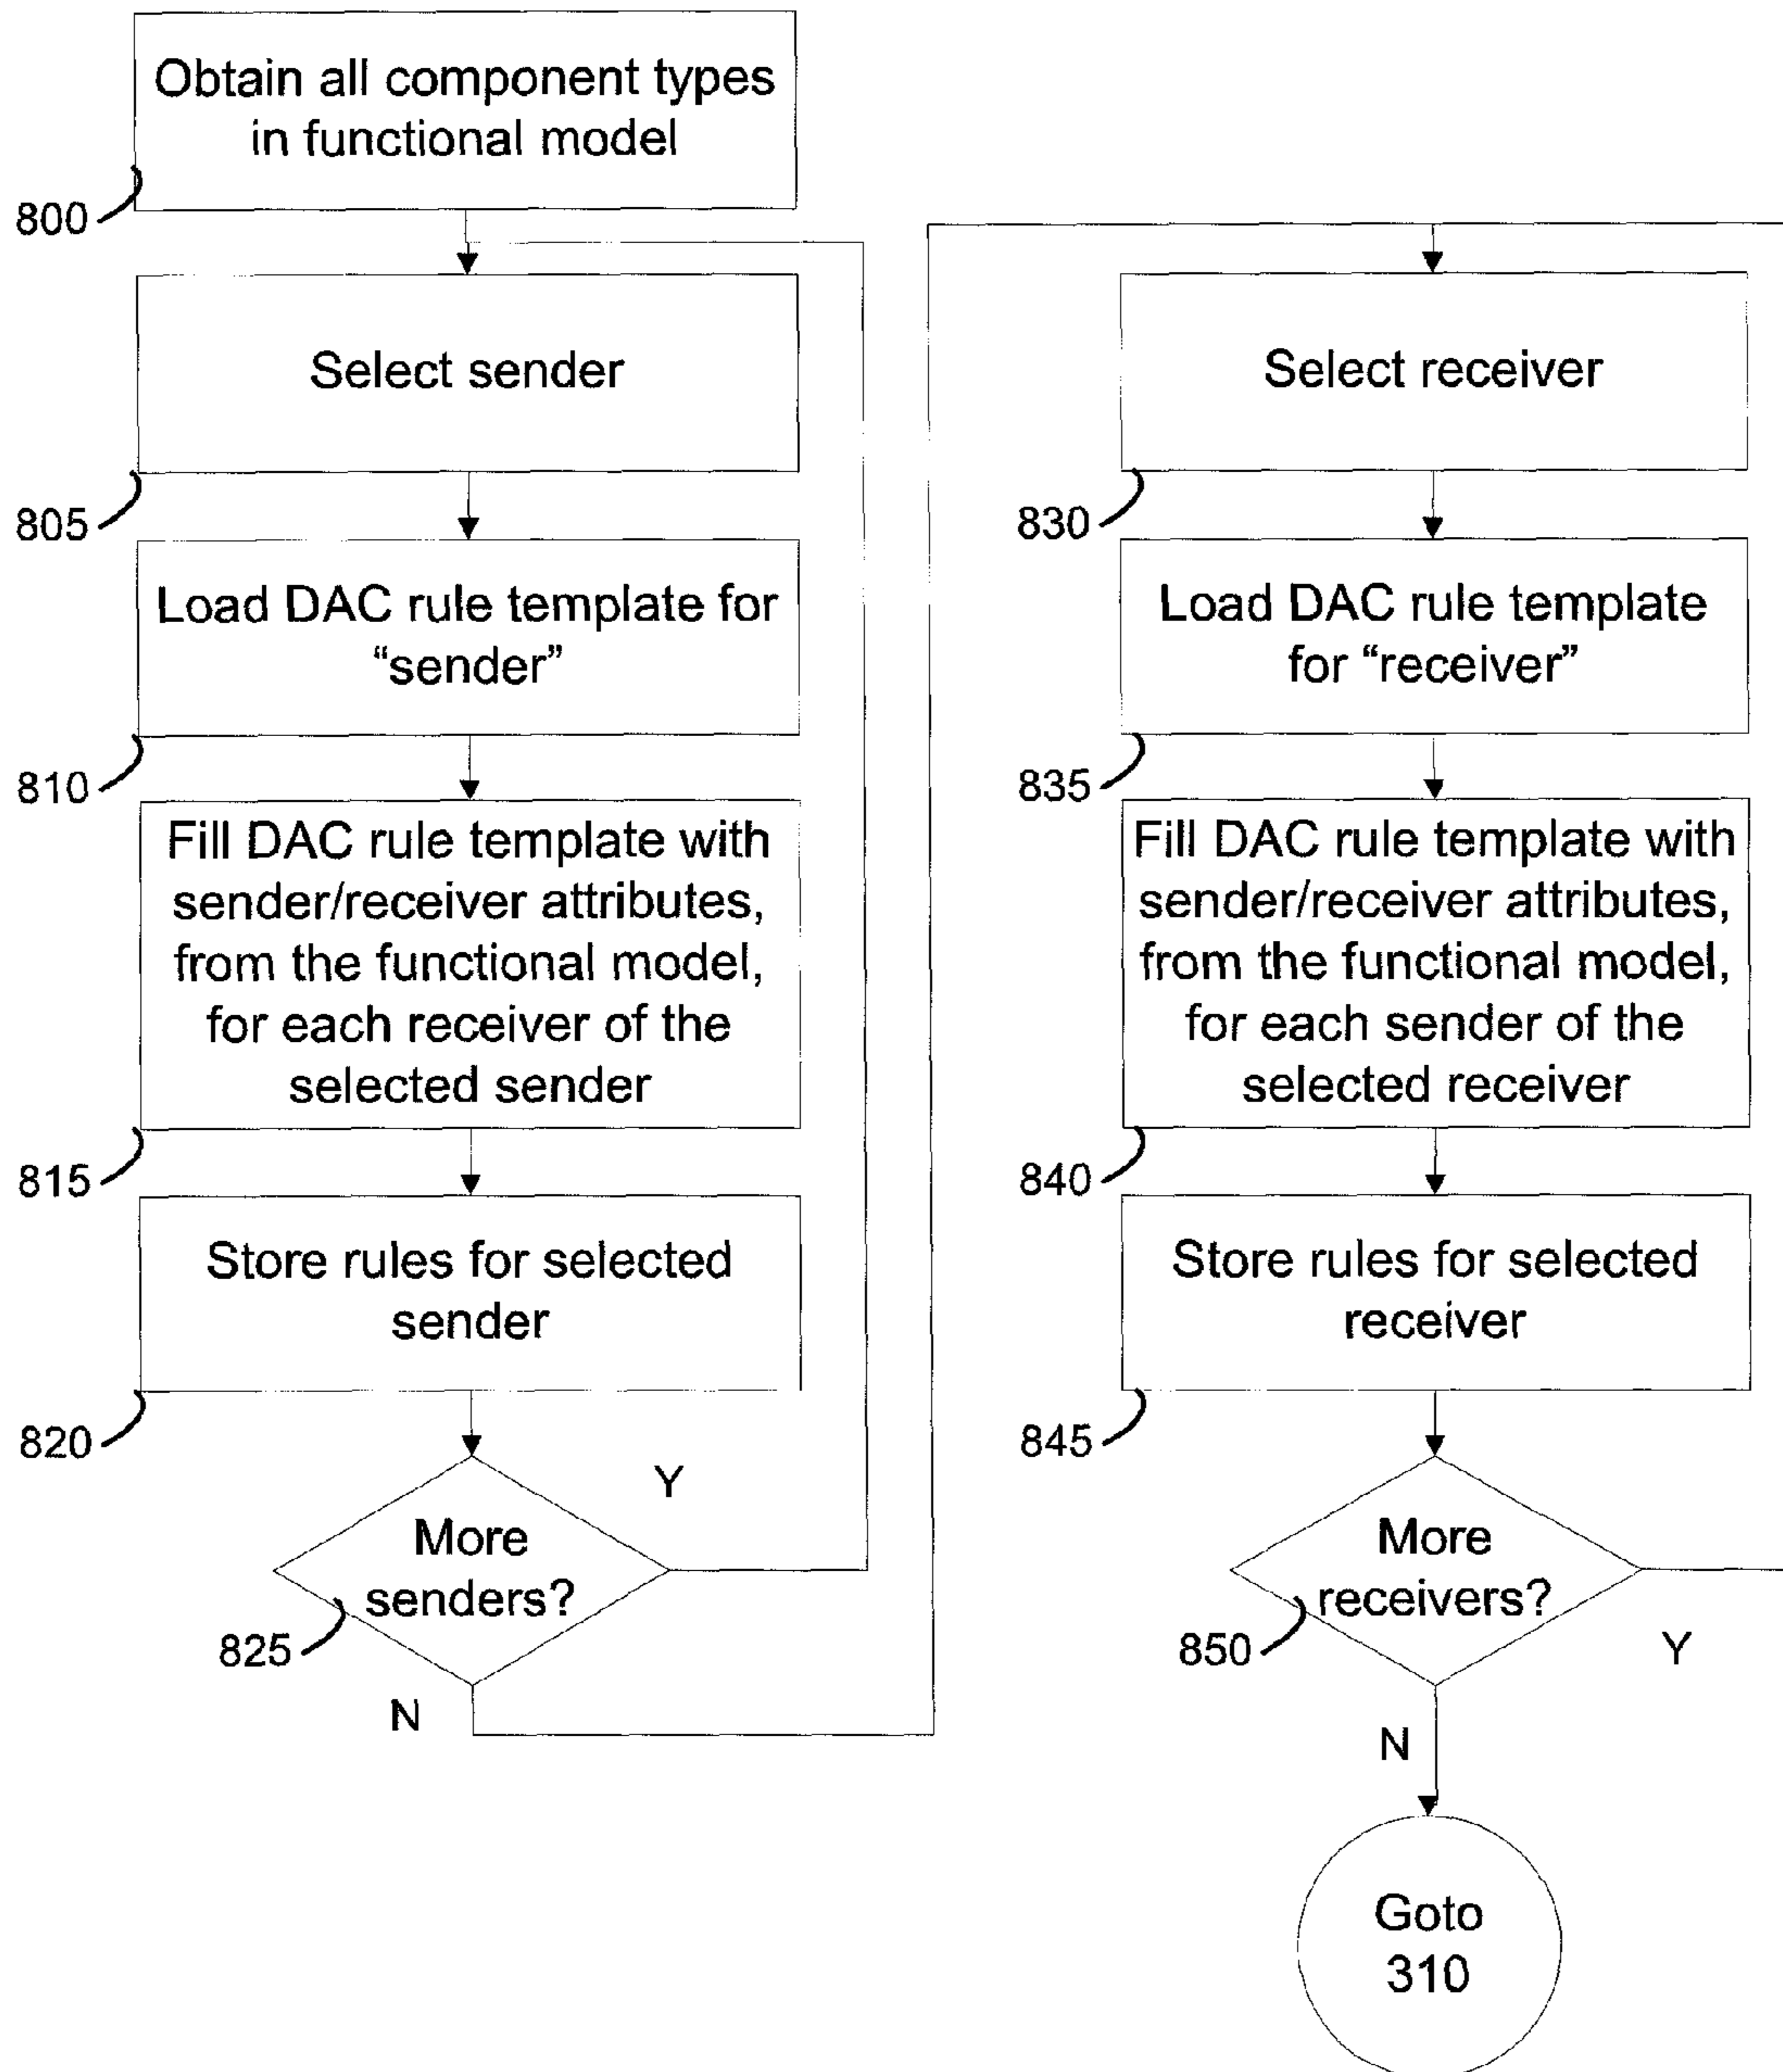 Obtain all component types
in functional model
800
Select sender
805
Load DAC rule template for
“sender”
810
Fill DAC rule template with
sender/receiver attributes,
from the functional model,
for each receiver of the
selected sender
815
Store rules for selected
sender
820
More
senders?
825
Y
N
Select receiver
830
Load DAC rule template
for “receiver”
835
Fill DAC rule template with
sender/receiver attributes,
from the functional model,
for each sender of the
selected receiver
840
Store rules for selected
receiver
845
More
receivers?
850
Y
N
Goto
310